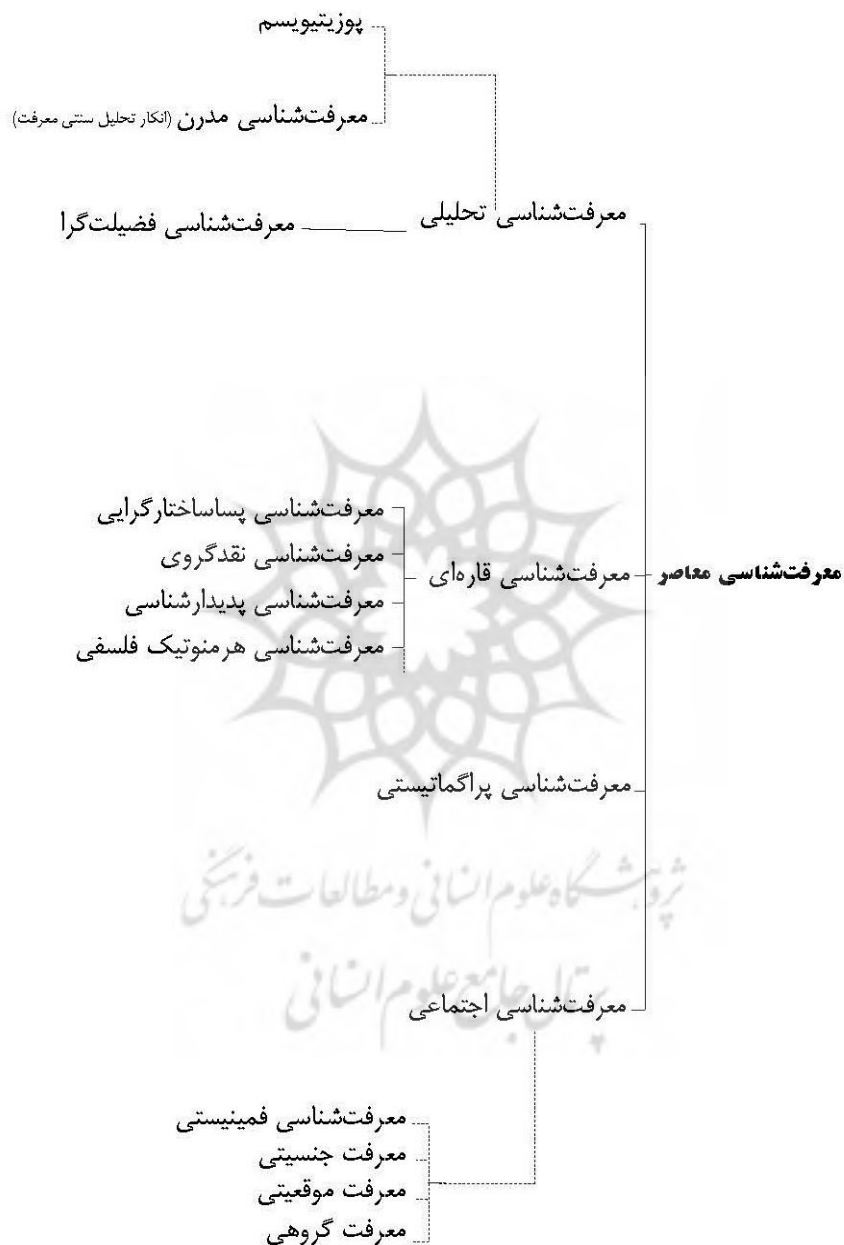 پوزیتیویسم
معرفت‌شناسی مدرن (انکار تحلیل سنتی معرفت)
معرفت‌شناسی تحلیلی
معرفت‌شناسی فضیلت‌گرا
معرفت‌شناسی پساساختارگرایی
معرفت‌شناسی نقدگروی
معرفت‌شناسی معاصر
معرفت‌شناسی قاره‌ای
معرفت‌شناسی پدیدارشناسی
معرفت‌شناسی هرمنوتیک فلسفی
معرفت‌شناسی پراگماتیستی
پژوهشگاه علوم انسانی و مطالعات فرهنگی
پرتال جامع علوم انسانی
معرفت‌شناسی اجتماعی
معرفت‌شناسی فمینیستی
معرفت جنسیتی
معرفت موقعیتی
معرفت گروهی